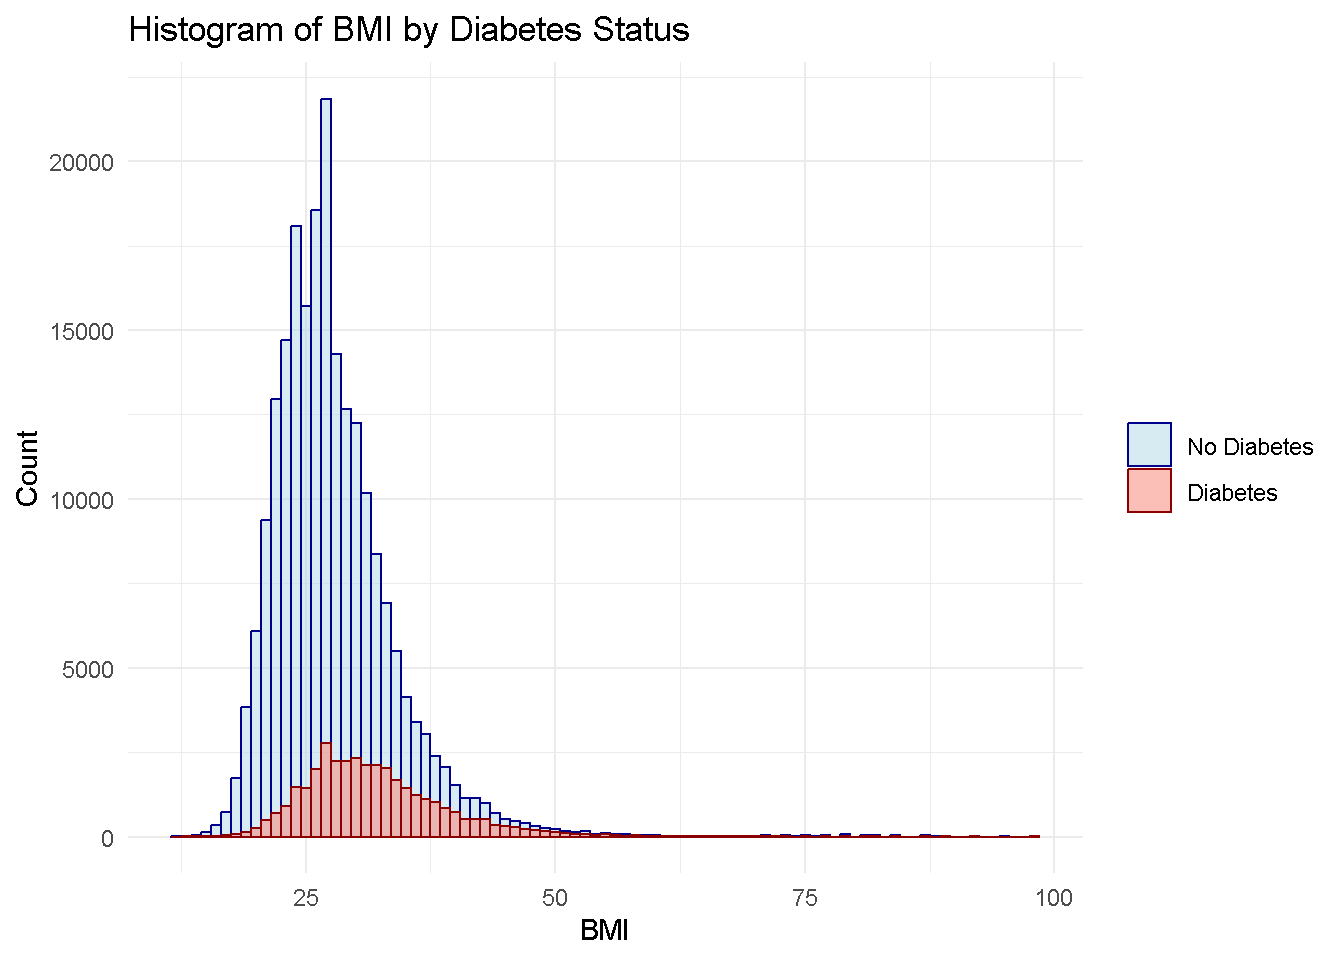 Histogram of BMI by Diabetes Status
Count
20000
15000
10000
5000
0
25 50 75 100
BMI
No Diabetes
Diabetes